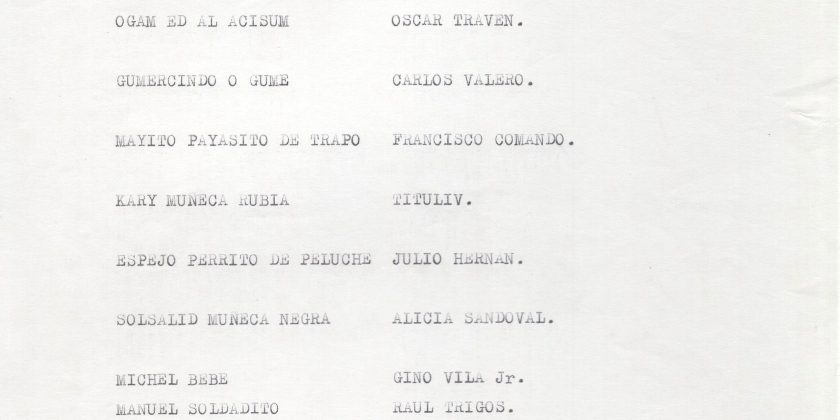 OGAM ED AL ACISUM OSCAR TRAVEN.
GUMERCINDO O GUME CARLOS VALERO.
MAYITO PAYASITO DE TRAPO FRANCISCO COMANDO.
KARY MUÑECA RUBIA TITULIV.
ESPEJO PERRITO DE PELUCHE JULIO HERNAN.
SOLSALID MUÑECA NEGRA ALICIA SANDOVAL.
MICHEL BEBE GINO VILA Jr.
MANUEL SOLDADITO RAUL TRIGOS.